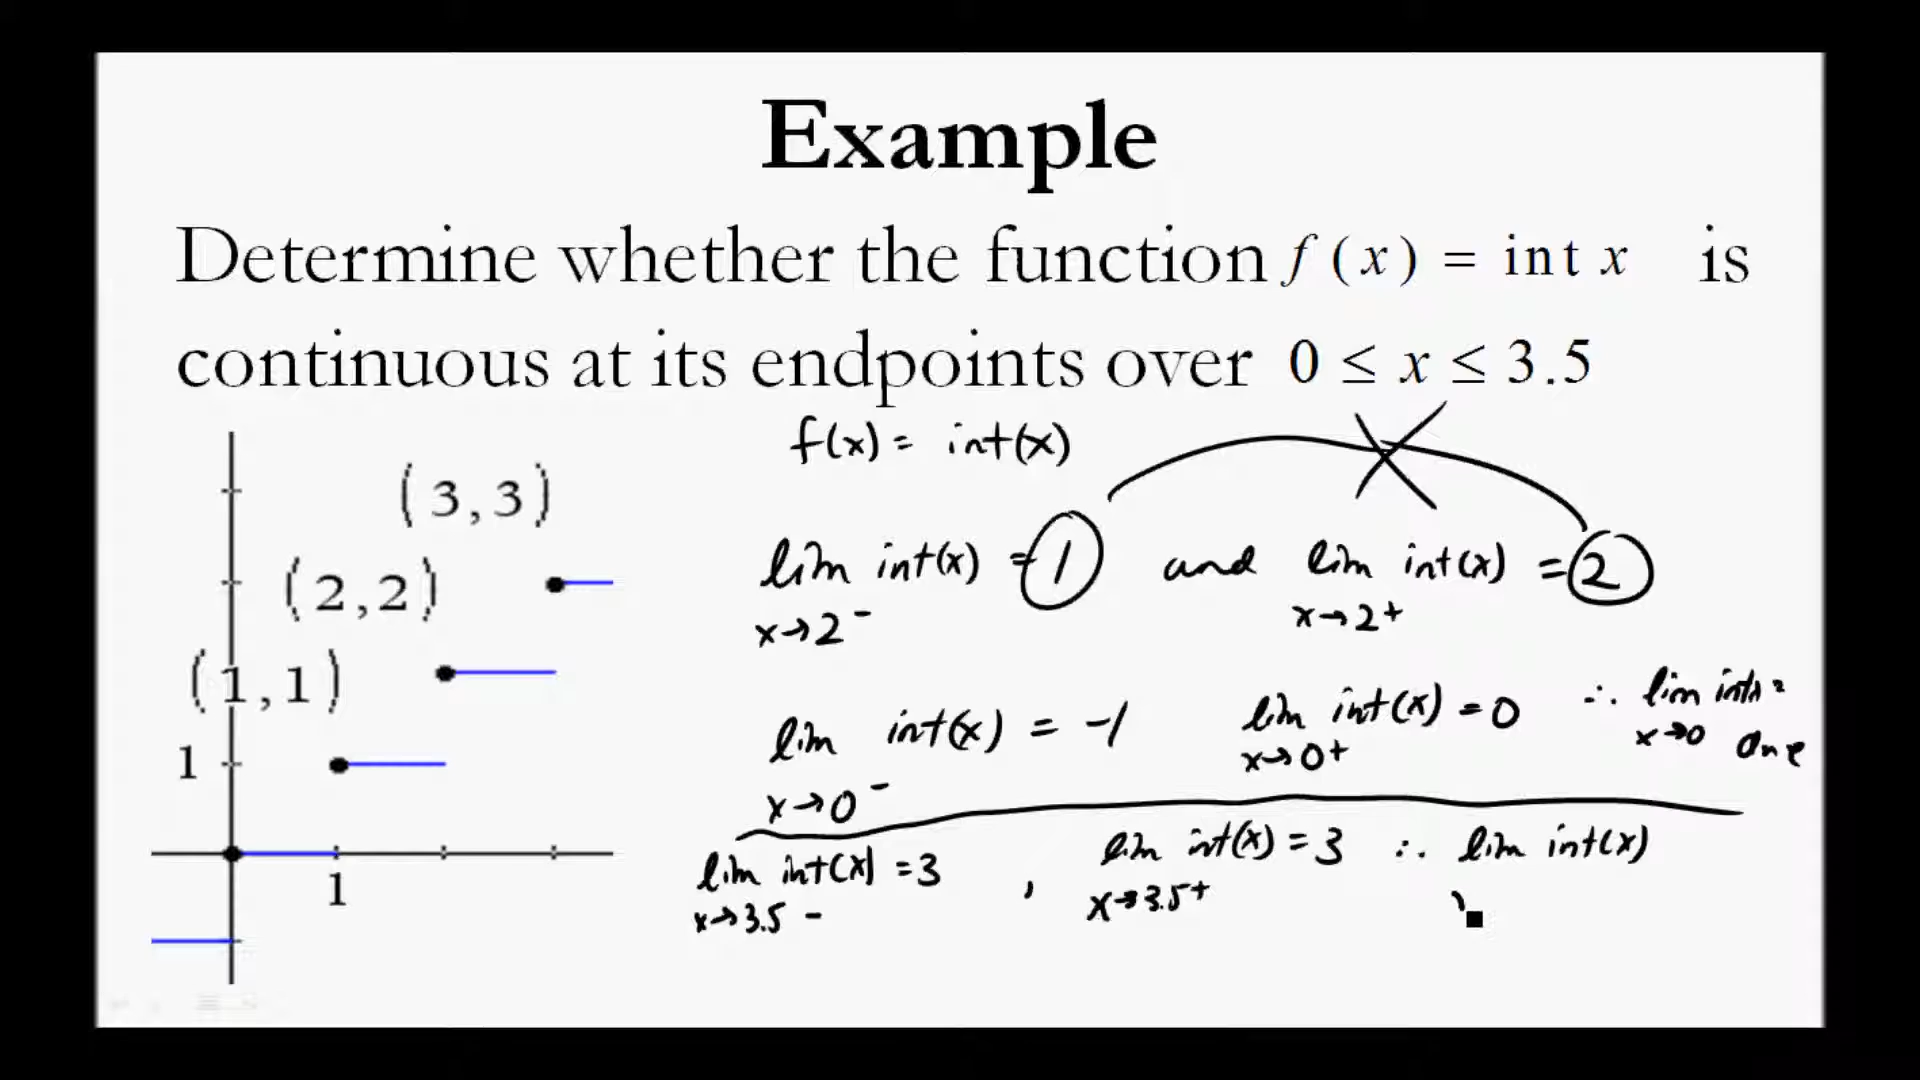 Example
Determine whether the function f(x) = int x is
continuous at its endpoints over 0 ≤ x ≤ 3.5
f(x) = int(x)
(3,3)
(2,2)
(1,1)
1
1
lim int(x) = 1 and lim int(x) = 2
x→2⁻ x→2⁺
lim int(x) = -1 lim int(x) = 0 ∴ lim
x→0⁻ x→0⁺ x→0 dne
lim int(x) = 3 , lim int(x) = 3 ∴ lim int(x)
x→3.5⁻ x→3.5⁺